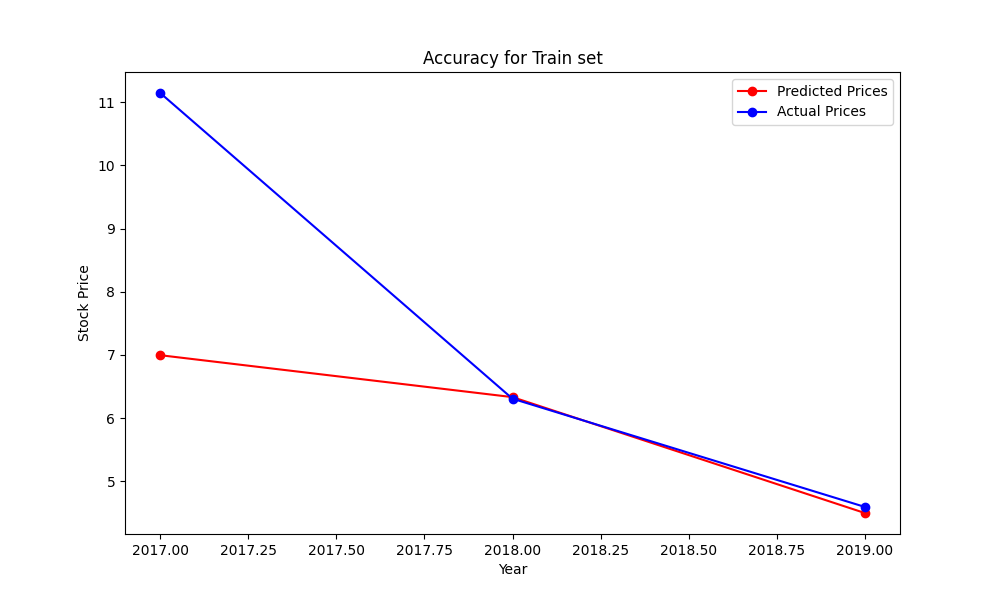 Accuracy for Train set
Predicted Prices
Actual Prices
11
10
9
8
7
6
5
Stock Price
2017.00 2017.25 2017.50 2017.75 2018.00 2018.25 2018.50 2018.75 2019.00
Year